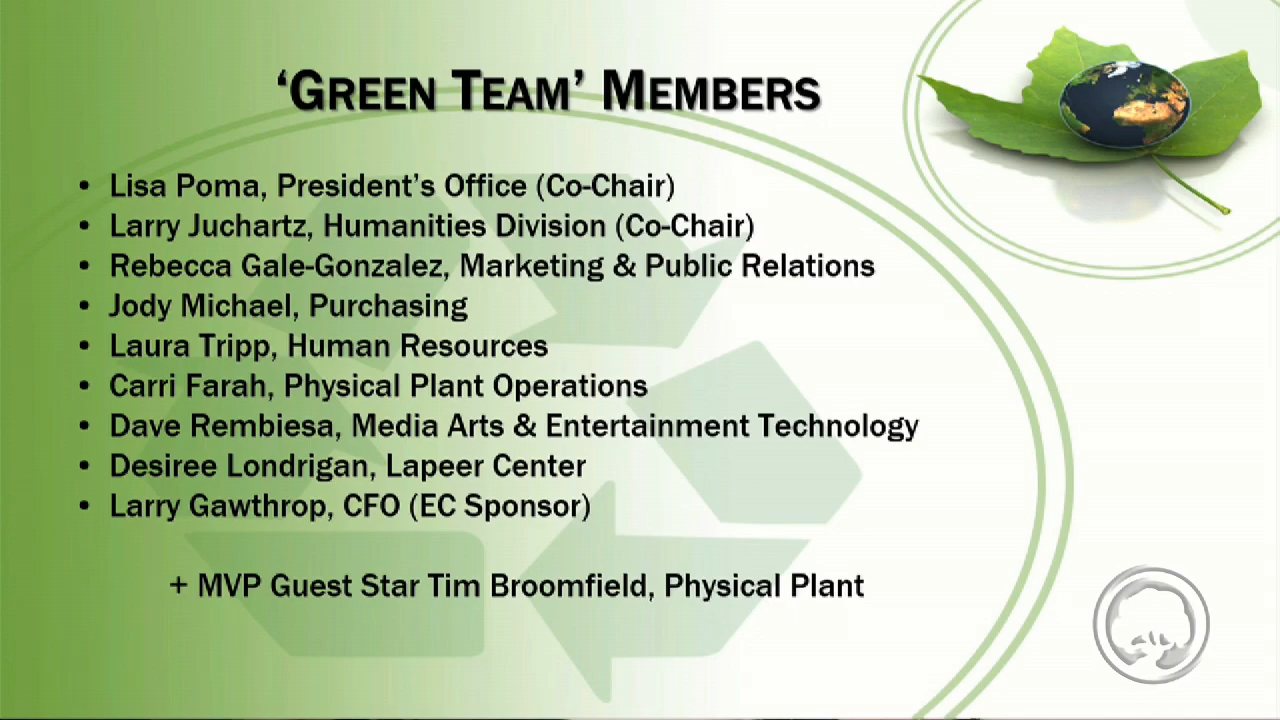 ‘GREEN TEAM’ MEMBERS
• Lisa Poma, President’s Office (Co-Chair)
• Larry Juchartz, Humanities Division (Co-Chair)
• Rebecca Gale-Gonzalez, Marketing & Public Relations
• Jody Michael, Purchasing
• Laura Tripp, Human Resources
• Carri Farah, Physical Plant Operations
• Dave Rembiesa, Media Arts & Entertainment Technology
• Desiree Londrigan, Lapeer Center
• Larry Gawthrop, CFO (EC Sponsor)
+ MVP Guest Star Tim Broomfield, Physical Plant